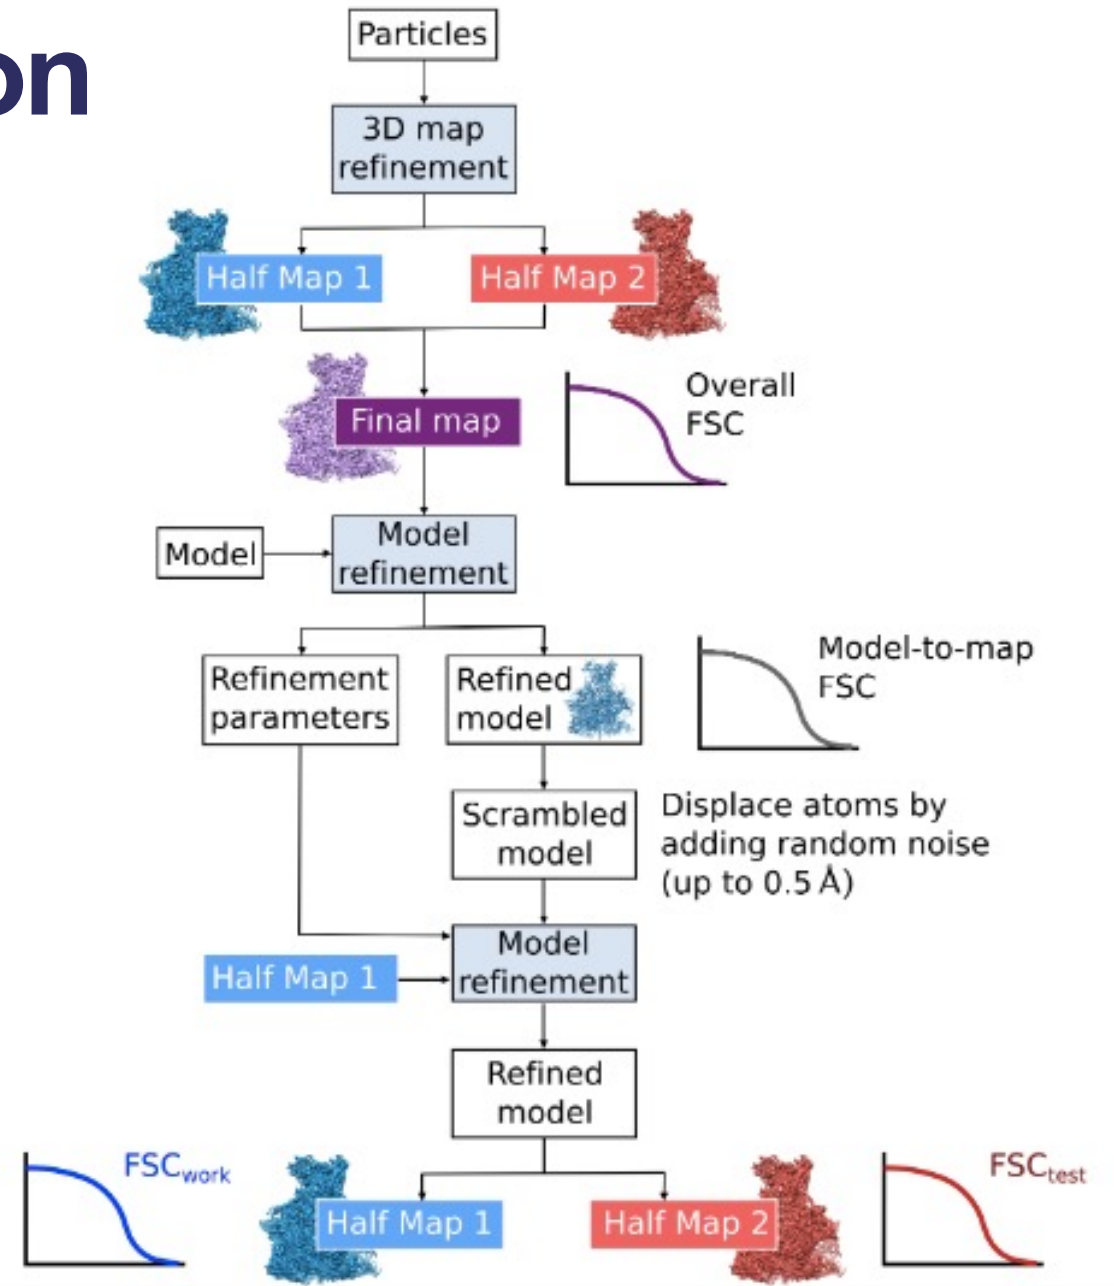 on
Particles
3D map
refinement
Half Map 1
Half Map 2
Final map
Overall
FSC
Model
Model
refinement
Refinement
parameters
Refined
model
Model-to-map
FSC
Scrambled
model
Displace atoms by
adding random noise
(up to 0.5 Å)
Half Map 1
Model
refinement
Refined
model
FSCwork
Half Map 1
Half Map 2
FSCtest